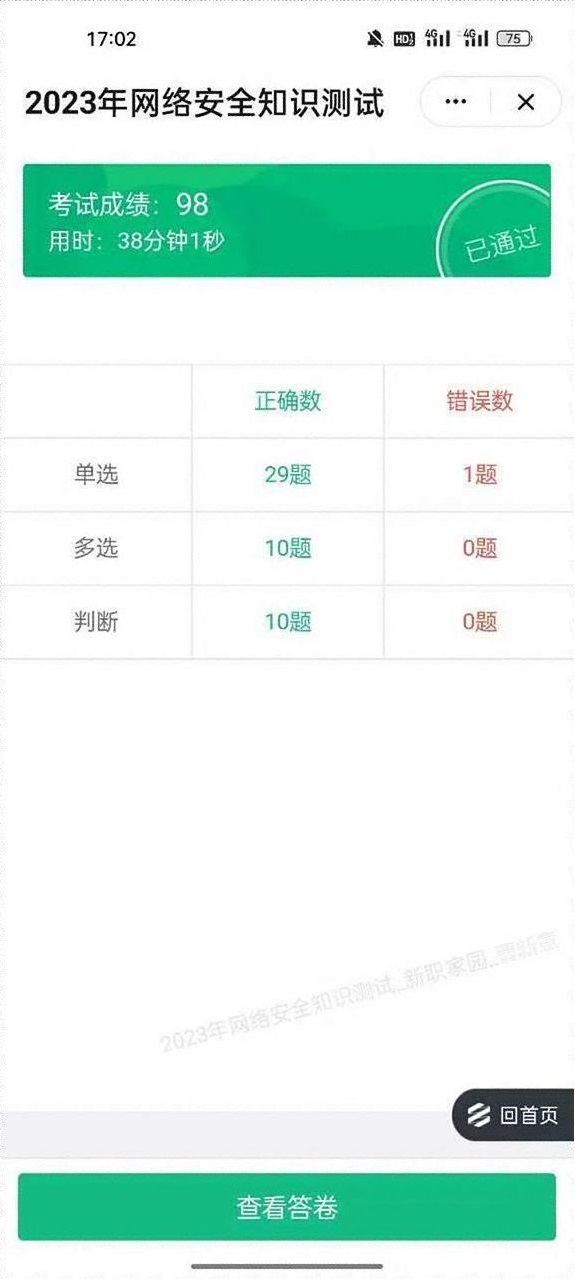 17:02
HD2 4G 4G 75
2023年网络安全知识测试
考试成绩：98
用时：38分钟1秒
已通过
正确数 错误数
单选 29题 1题
多选 10题 0题
判断 10题 0题
2023年网络安全知识测试_新职家园_曹新
回首页
查看答卷